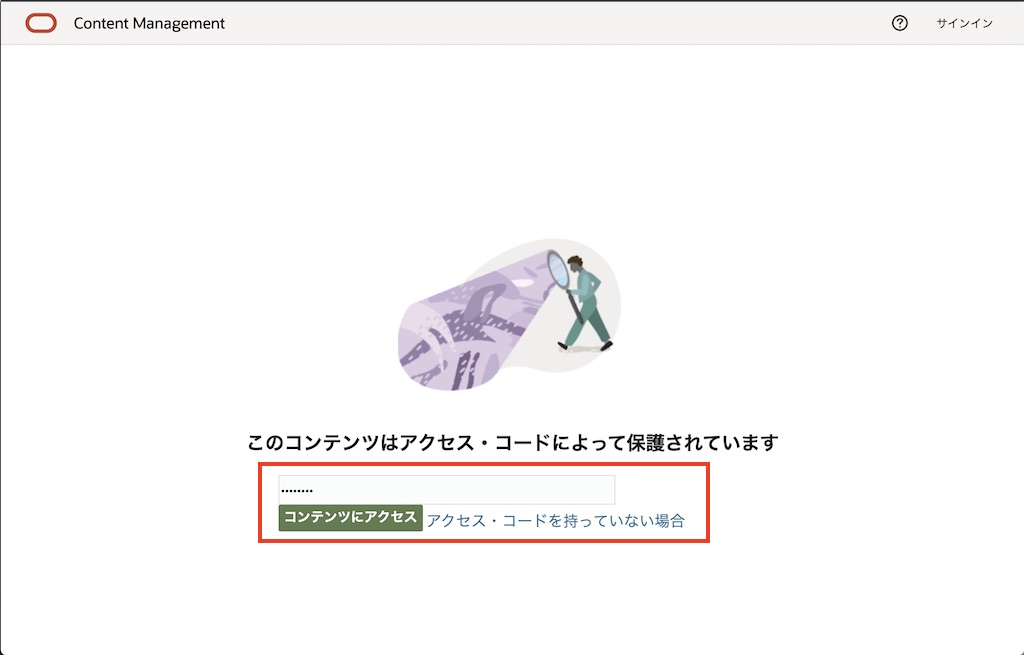 Content Management
サインイン
このコンテンツはアクセス・コードによって保護されています
••••••••
コンテンツにアクセス アクセス・コードを持っていない場合